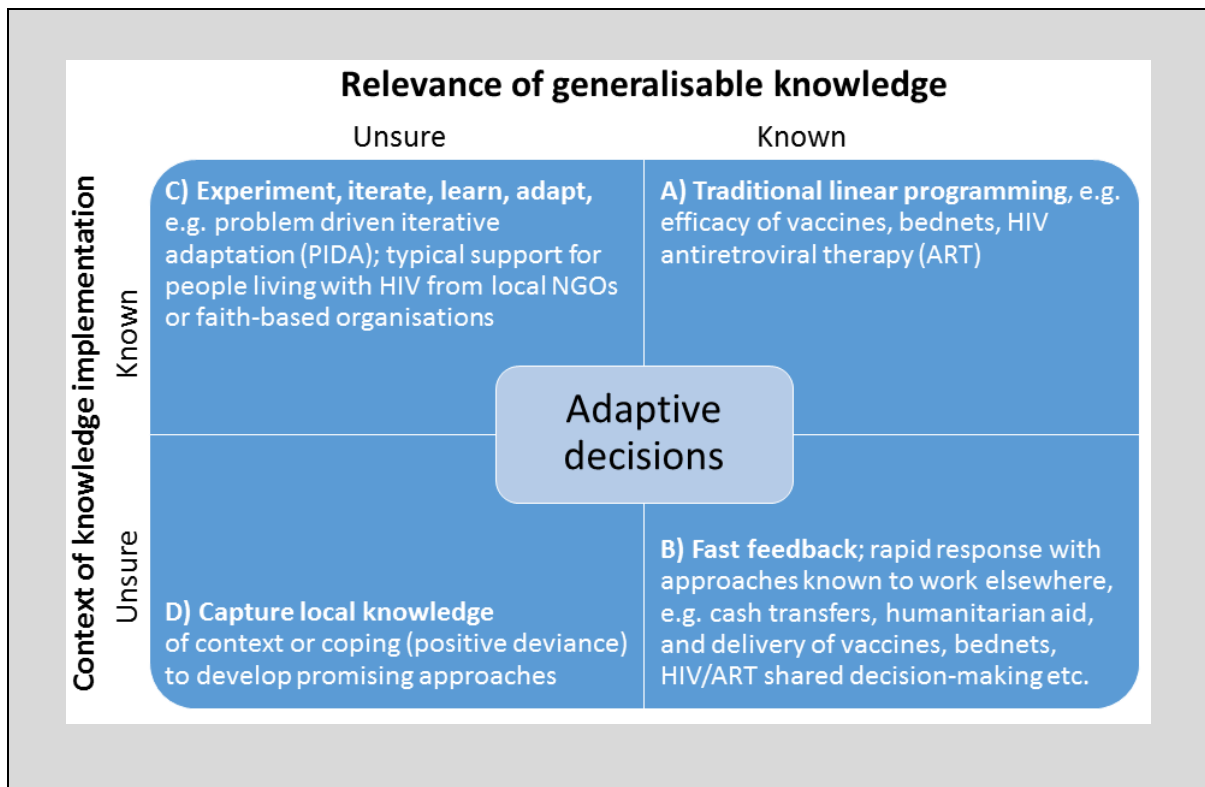 Relevance of generalisable knowledge
Unsure
Known
Context of knowledge implementation
Known
Unsure
C) Experiment, iterate, learn, adapt,
e.g. problem driven iterative
adaptation (PIDA); typical support for
people living with HIV from local NGOs
or faith-based organisations
A) Traditional linear programming, e.g.
efficacy of vaccines, bednets, HIV
antiretroviral therapy (ART)
Adaptive
decisions
D) Capture local knowledge
of context or coping (positive deviance)
to develop promising approaches
B) Fast feedback; rapid response with
approaches known to work elsewhere,
e.g. cash transfers, humanitarian aid,
and delivery of vaccines, bednets,
HIV/ART shared decision-making etc.